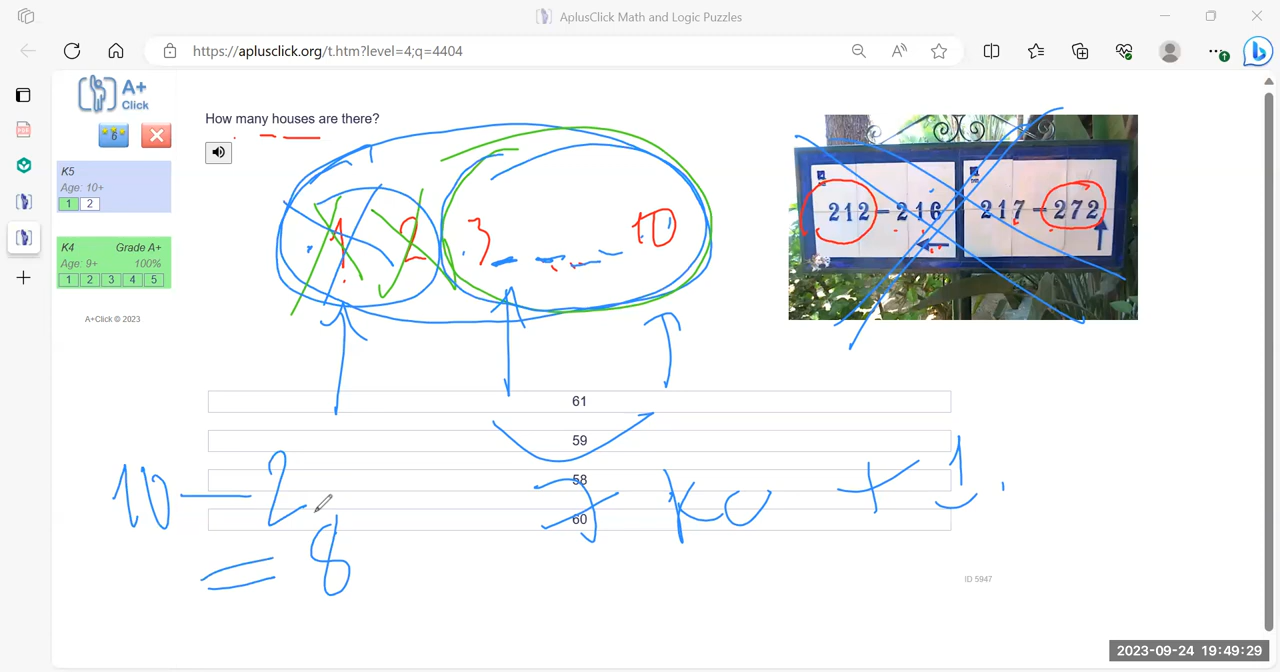 AplusClick Math and Logic Puzzles
https://aplusclick.org/t.htm?level=4;q=4404
A+
Click
6
How many houses are there?
K5
Age: 10+
1 2
K4 Grade A+
Age: 9+ 100%
1 2 3 4 5
A+Click © 2023
1 2 3 10
212-216 217-272
61
59
58
60
10 - 2
= 8
+ 1
ID 5947
2023-09-24 19:49:29